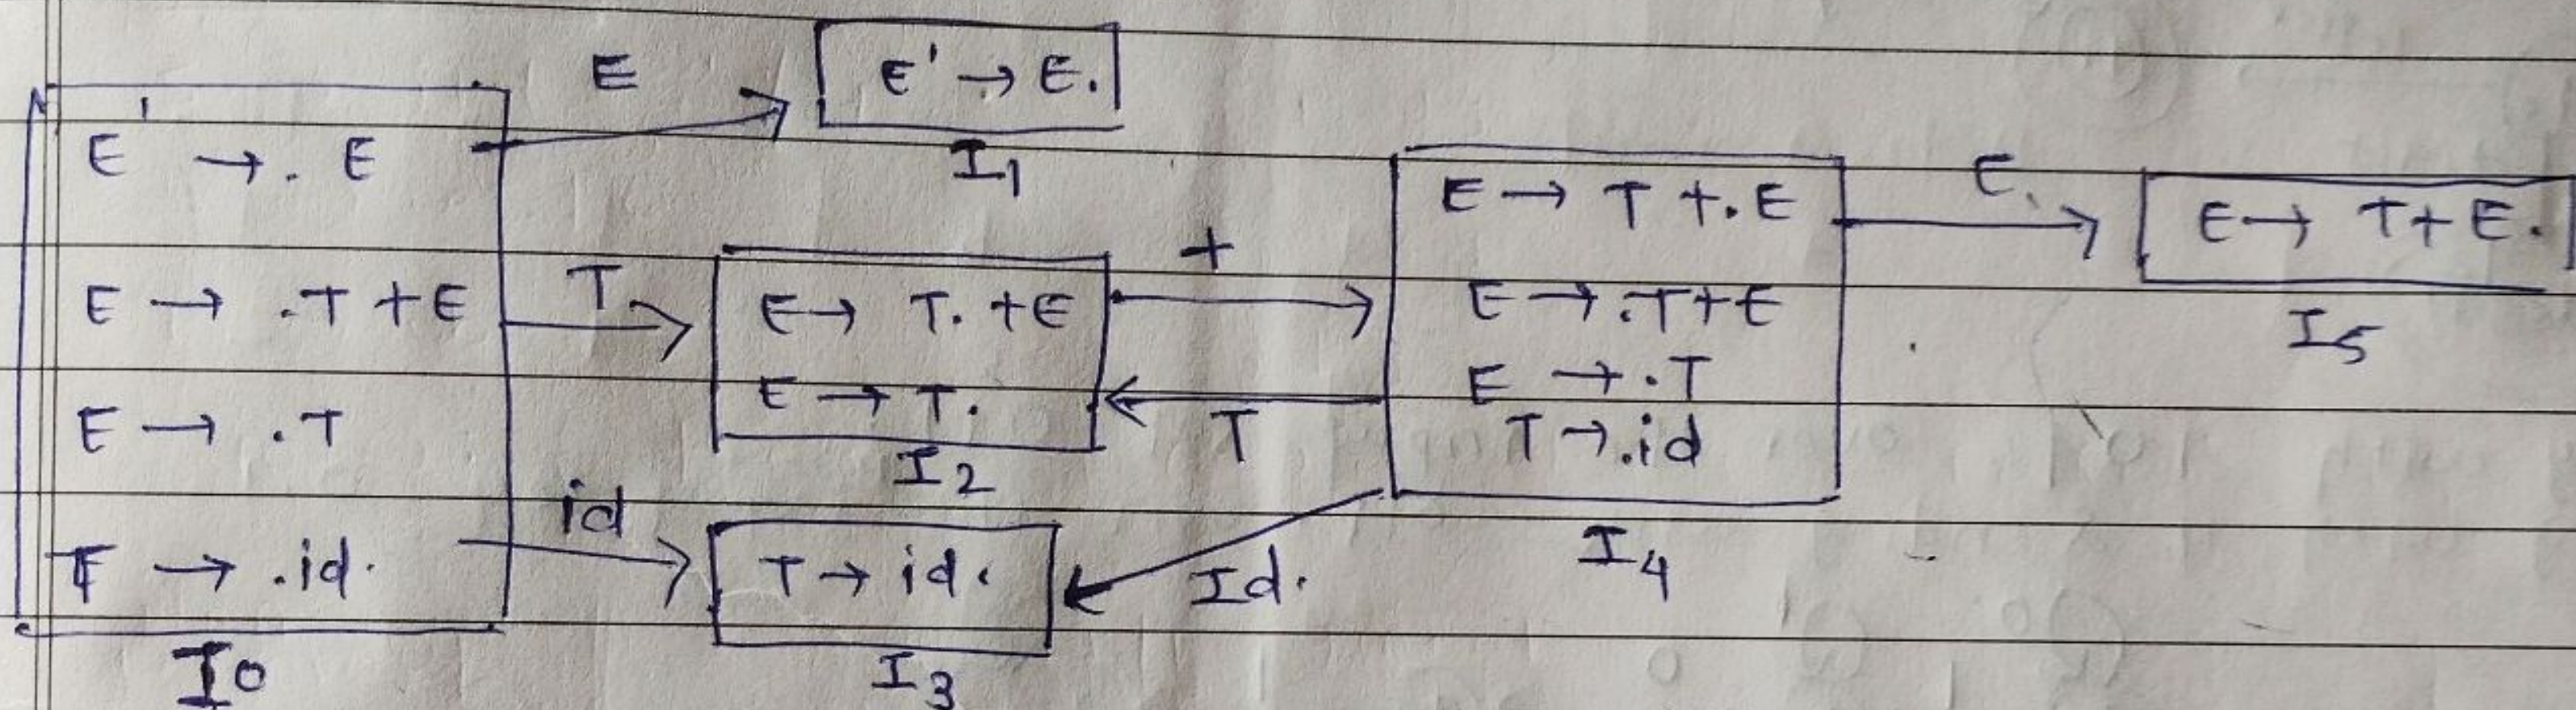 E' → . E
E → .T + E
E → .T
T → .id.
I0
E
E' → E.
I1
T
E → T. +E
E → T.
I2
id
T → id.
I3
+
T
Id.
E → T +. E
E → .T+E
E → .T
T → .id
I4
E.
E → T+E.
I5